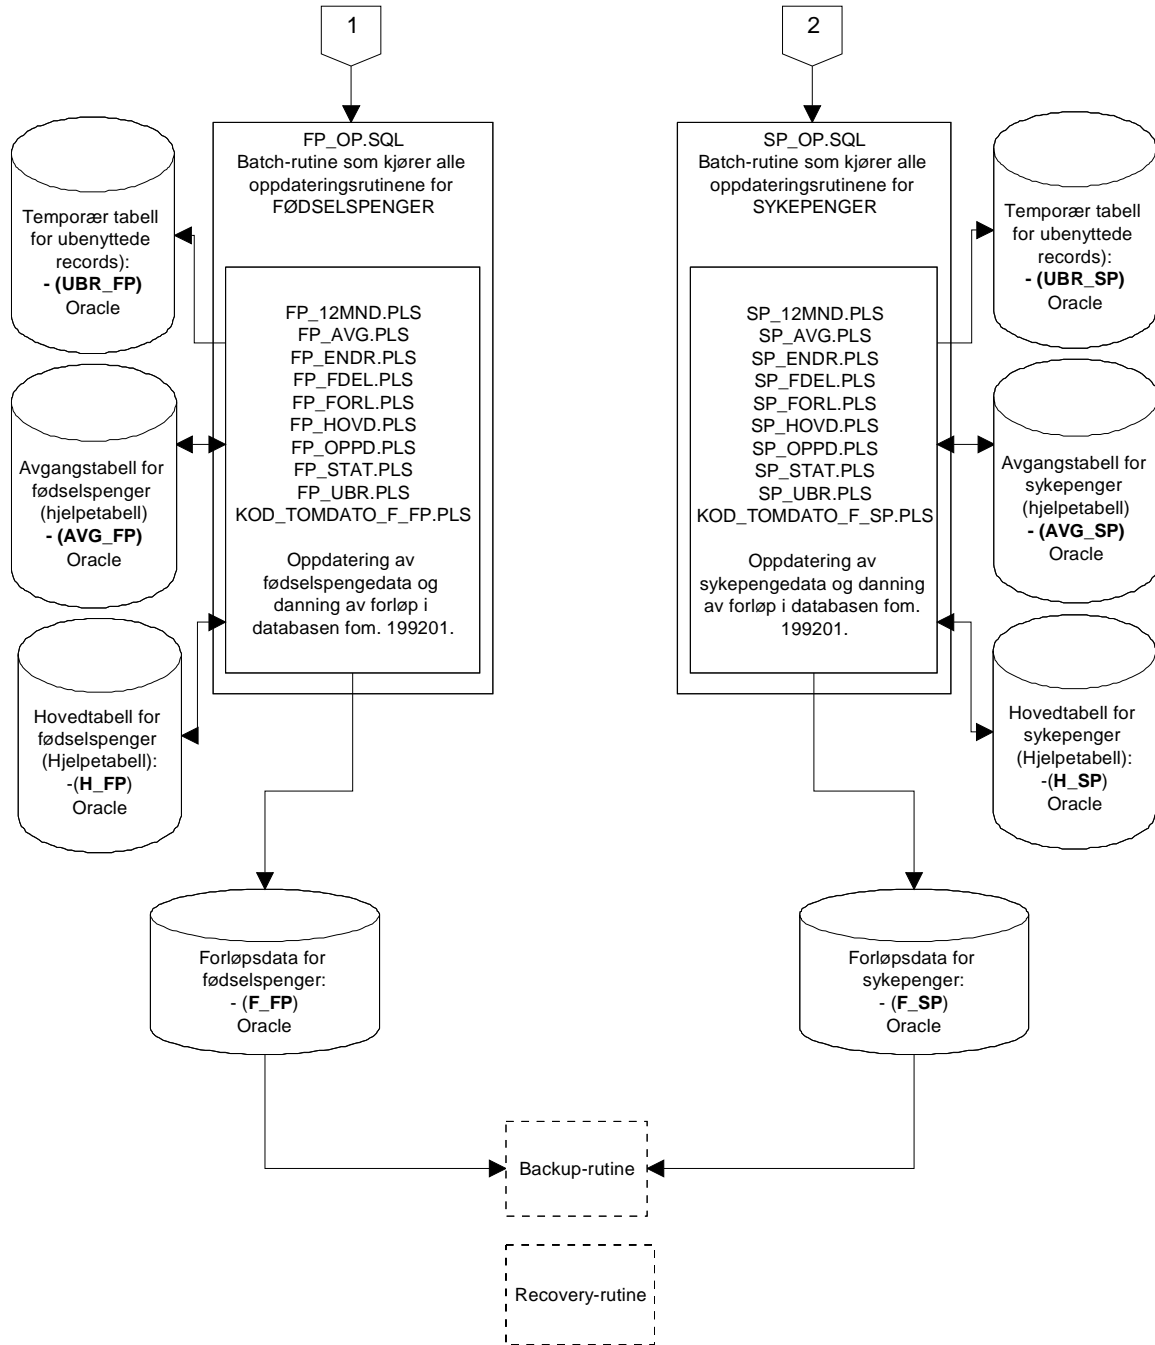 1
2
FP_OP.SQL
Batch-rutine som kjører alle
oppdateringsrutinene for
FØDSELSPENGER
SP_OP.SQL
Batch-rutine som kjører alle
oppdateringsrutinene for
SYKEPENGER
Temporær tabell
for ubenyttede
records):
- (UBR_FP)
Oracle
FP_12MND.PLS
FP_AVG.PLS
FP_ENDR.PLS
FP_FDEL.PLS
FP_FORL.PLS
FP_HOVD.PLS
FP_OPPD.PLS
FP_STAT.PLS
FP_UBR.PLS
KOD_TOMDATO_F_FP.PLS
Oppdatering av
fødselspengedata og
danning av forløp i
databasen fom. 199201.
SP_12MND.PLS
SP_AVG.PLS
SP_ENDR.PLS
SP_FDEL.PLS
SP_FORL.PLS
SP_HOVD.PLS
SP_OPPD.PLS
SP_STAT.PLS
SP_UBR.PLS
KOD_TOMDATO_F_SP.PLS
Oppdatering av
sykepengedata og danning
av forløp i databasen fom.
199201.
Temporær tabell
for ubenyttede
records):
- (UBR_SP)
Oracle
Avgangstabell for
fødselspenger
(hjelpetabell)
- (AVG_FP)
Oracle
Avgangstabell for
sykepenger
(hjelpetabell)
- (AVG_SP)
Oracle
Hovedtabell for
fødselspenger
(Hjelpetabell):
-(H_FP)
Oracle
Hovedtabell for
sykepenger
(Hjelpetabell):
-(H_SP)
Oracle
Forløpsdata for
fødselspenger:
- (F_FP)
Oracle
Forløpsdata for
sykepenger:
- (F_SP)
Oracle
Backup-rutine
Recovery-rutine